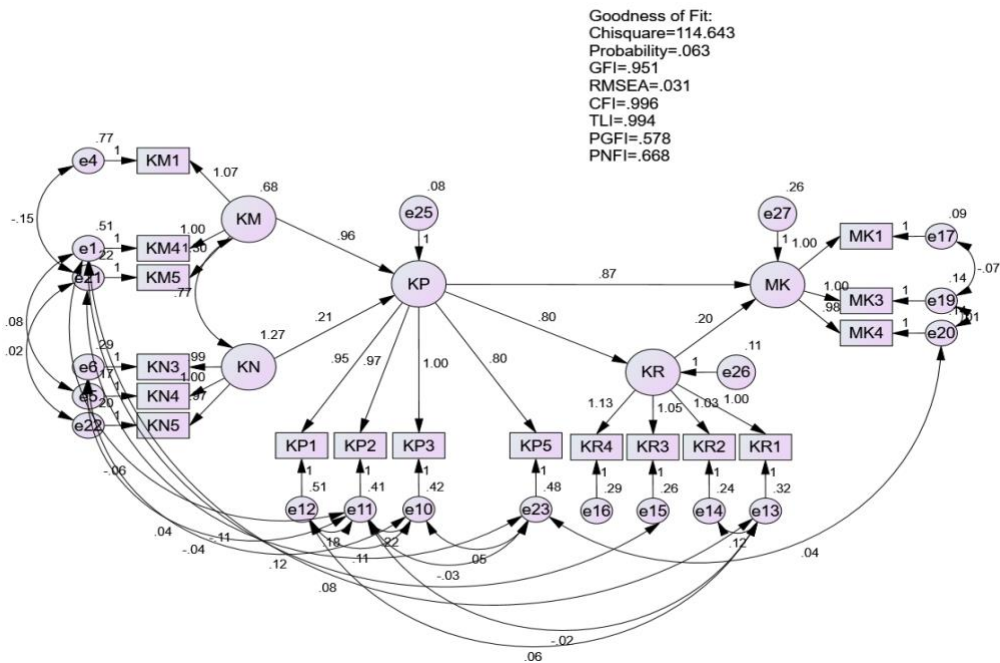 Goodness of Fit:
Chisquare=114.643
Probability=.063
GFI=.951
RMSEA=.031
CFI=.996
TLI=.994
PGFI=.578
PNFI=.668
.77
e4 1 KM1
1.07
.68
KM
-.15
.51
e1 1 KM4 1.00
.22
e21 1 KM5 1.30
.77
.96
.08
e25
1
KP
.87
.26
e27
1
MK
1.00
MK1 1 e17 .09
-.07
1.00
MK3 1 e19 .14
.98
MK4 1 e20 .01
.08
.02
1.27
KN
.21
.29
e6 1 KN3 .99
.17
e5 1 KN4 1.00
.20
e22 1 KN5 .97
.80
.20
KR 1 e26 .11
.95 .97 1.00 .80
1.13 1.05 1.03 1.00
KP1 KP2 KP3 KP5 KR4 KR3 KR2 KR1
1 1 1 1 1 1 1 1
.51 .41 .42 .48 .29 .26 .24 .32
e12 e11 e10 e23 e16 e15 e14 e13
-.06
.18 .22 .05 .12
.04 -.04 -.11 .11 .04
.12 -.03
.08
-.02
.06